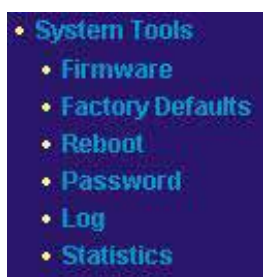 • System Tools
• Firmware
• Factory Defaults
• Reboot
• Password
• Log
• Statistics